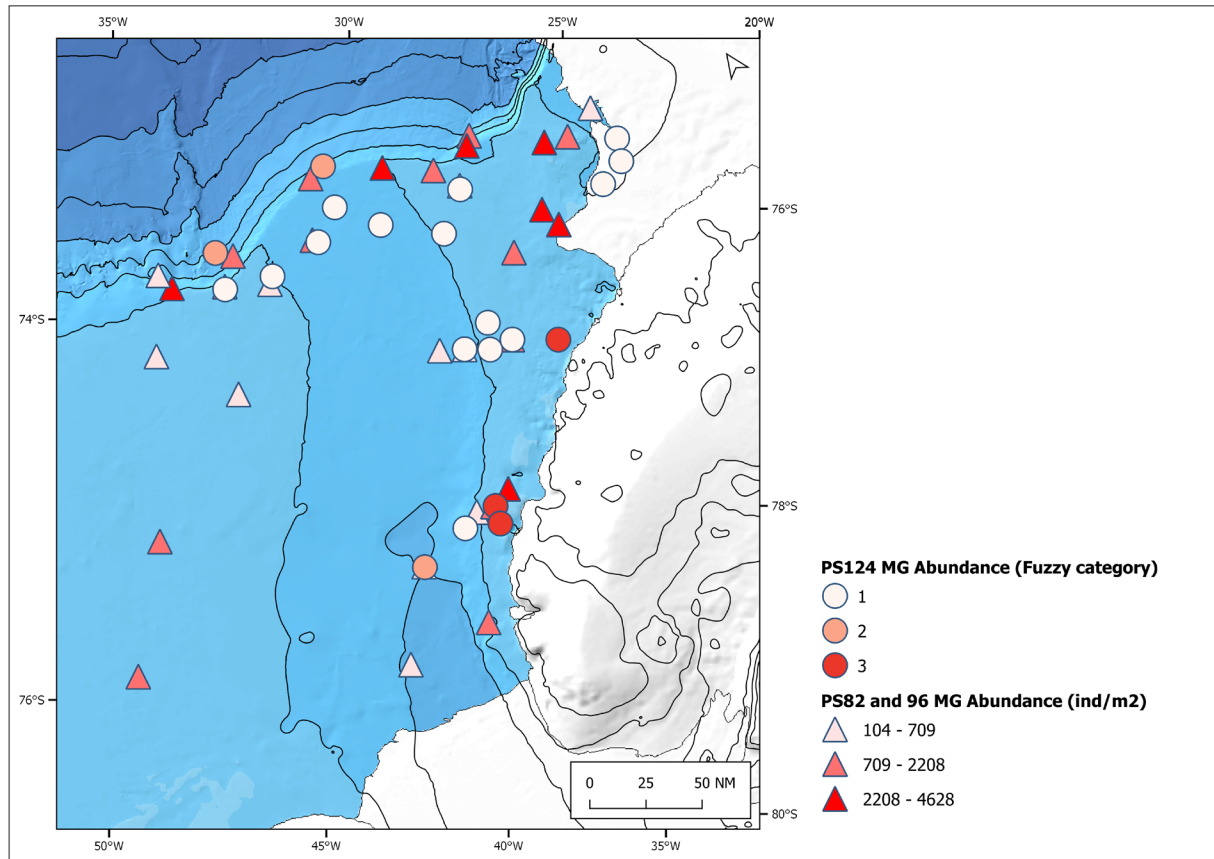 35°W 30°W 25°W 20°W
76°S
74°S
78°S
PS124 MG Abundance (Fuzzy category)
1
2
3
PS82 and 96 MG Abundance (ind/m2)
104 - 709
709 - 2208
2208 - 4628
76°S
0 25 50 NM
80°S
50°W 45°W 40°W 35°W